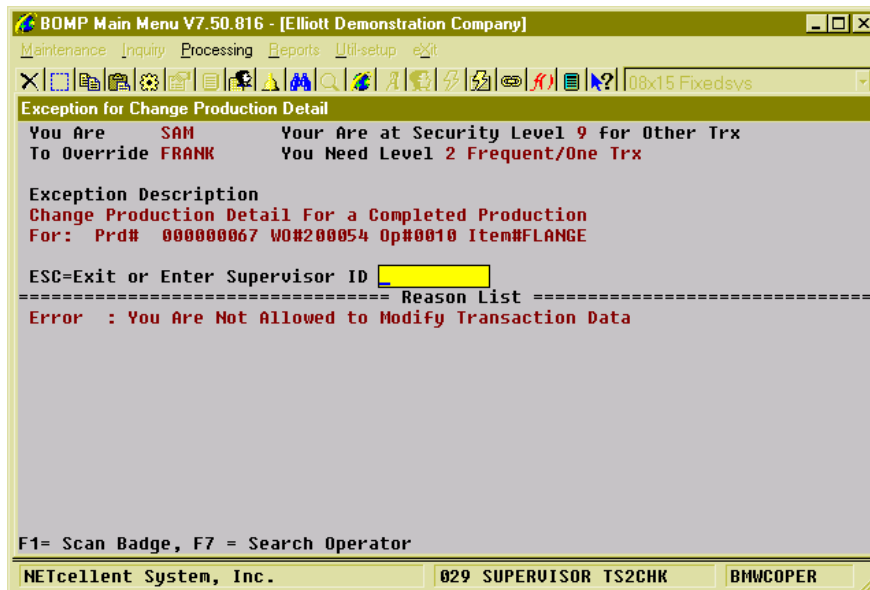 BOMP Main Menu V7.50.816 - [Elliott Demonstration Company]
Maintenance Inquiry Processing Reports Util-setup eXit
08x15 Fixedsys
Exception for Change Production Detail
You Are SAM Your Are at Security Level 9 for Other Trx
To Override FRANK You Need Level 2 Frequent/One Trx
Exception Description
Change Production Detail For a Completed Production
For: Prd# 000000067 WO#200054 Op#0010 Item#FLANGE
ESC=Exit or Enter Supervisor ID
================================== Reason List ===============================
Error : You Are Not Allowed to Modify Transaction Data
F1= Scan Badge, F7 = Search Operator
NETcellent System, Inc. 029 SUPERVISOR TS2CHK BMWCOPER